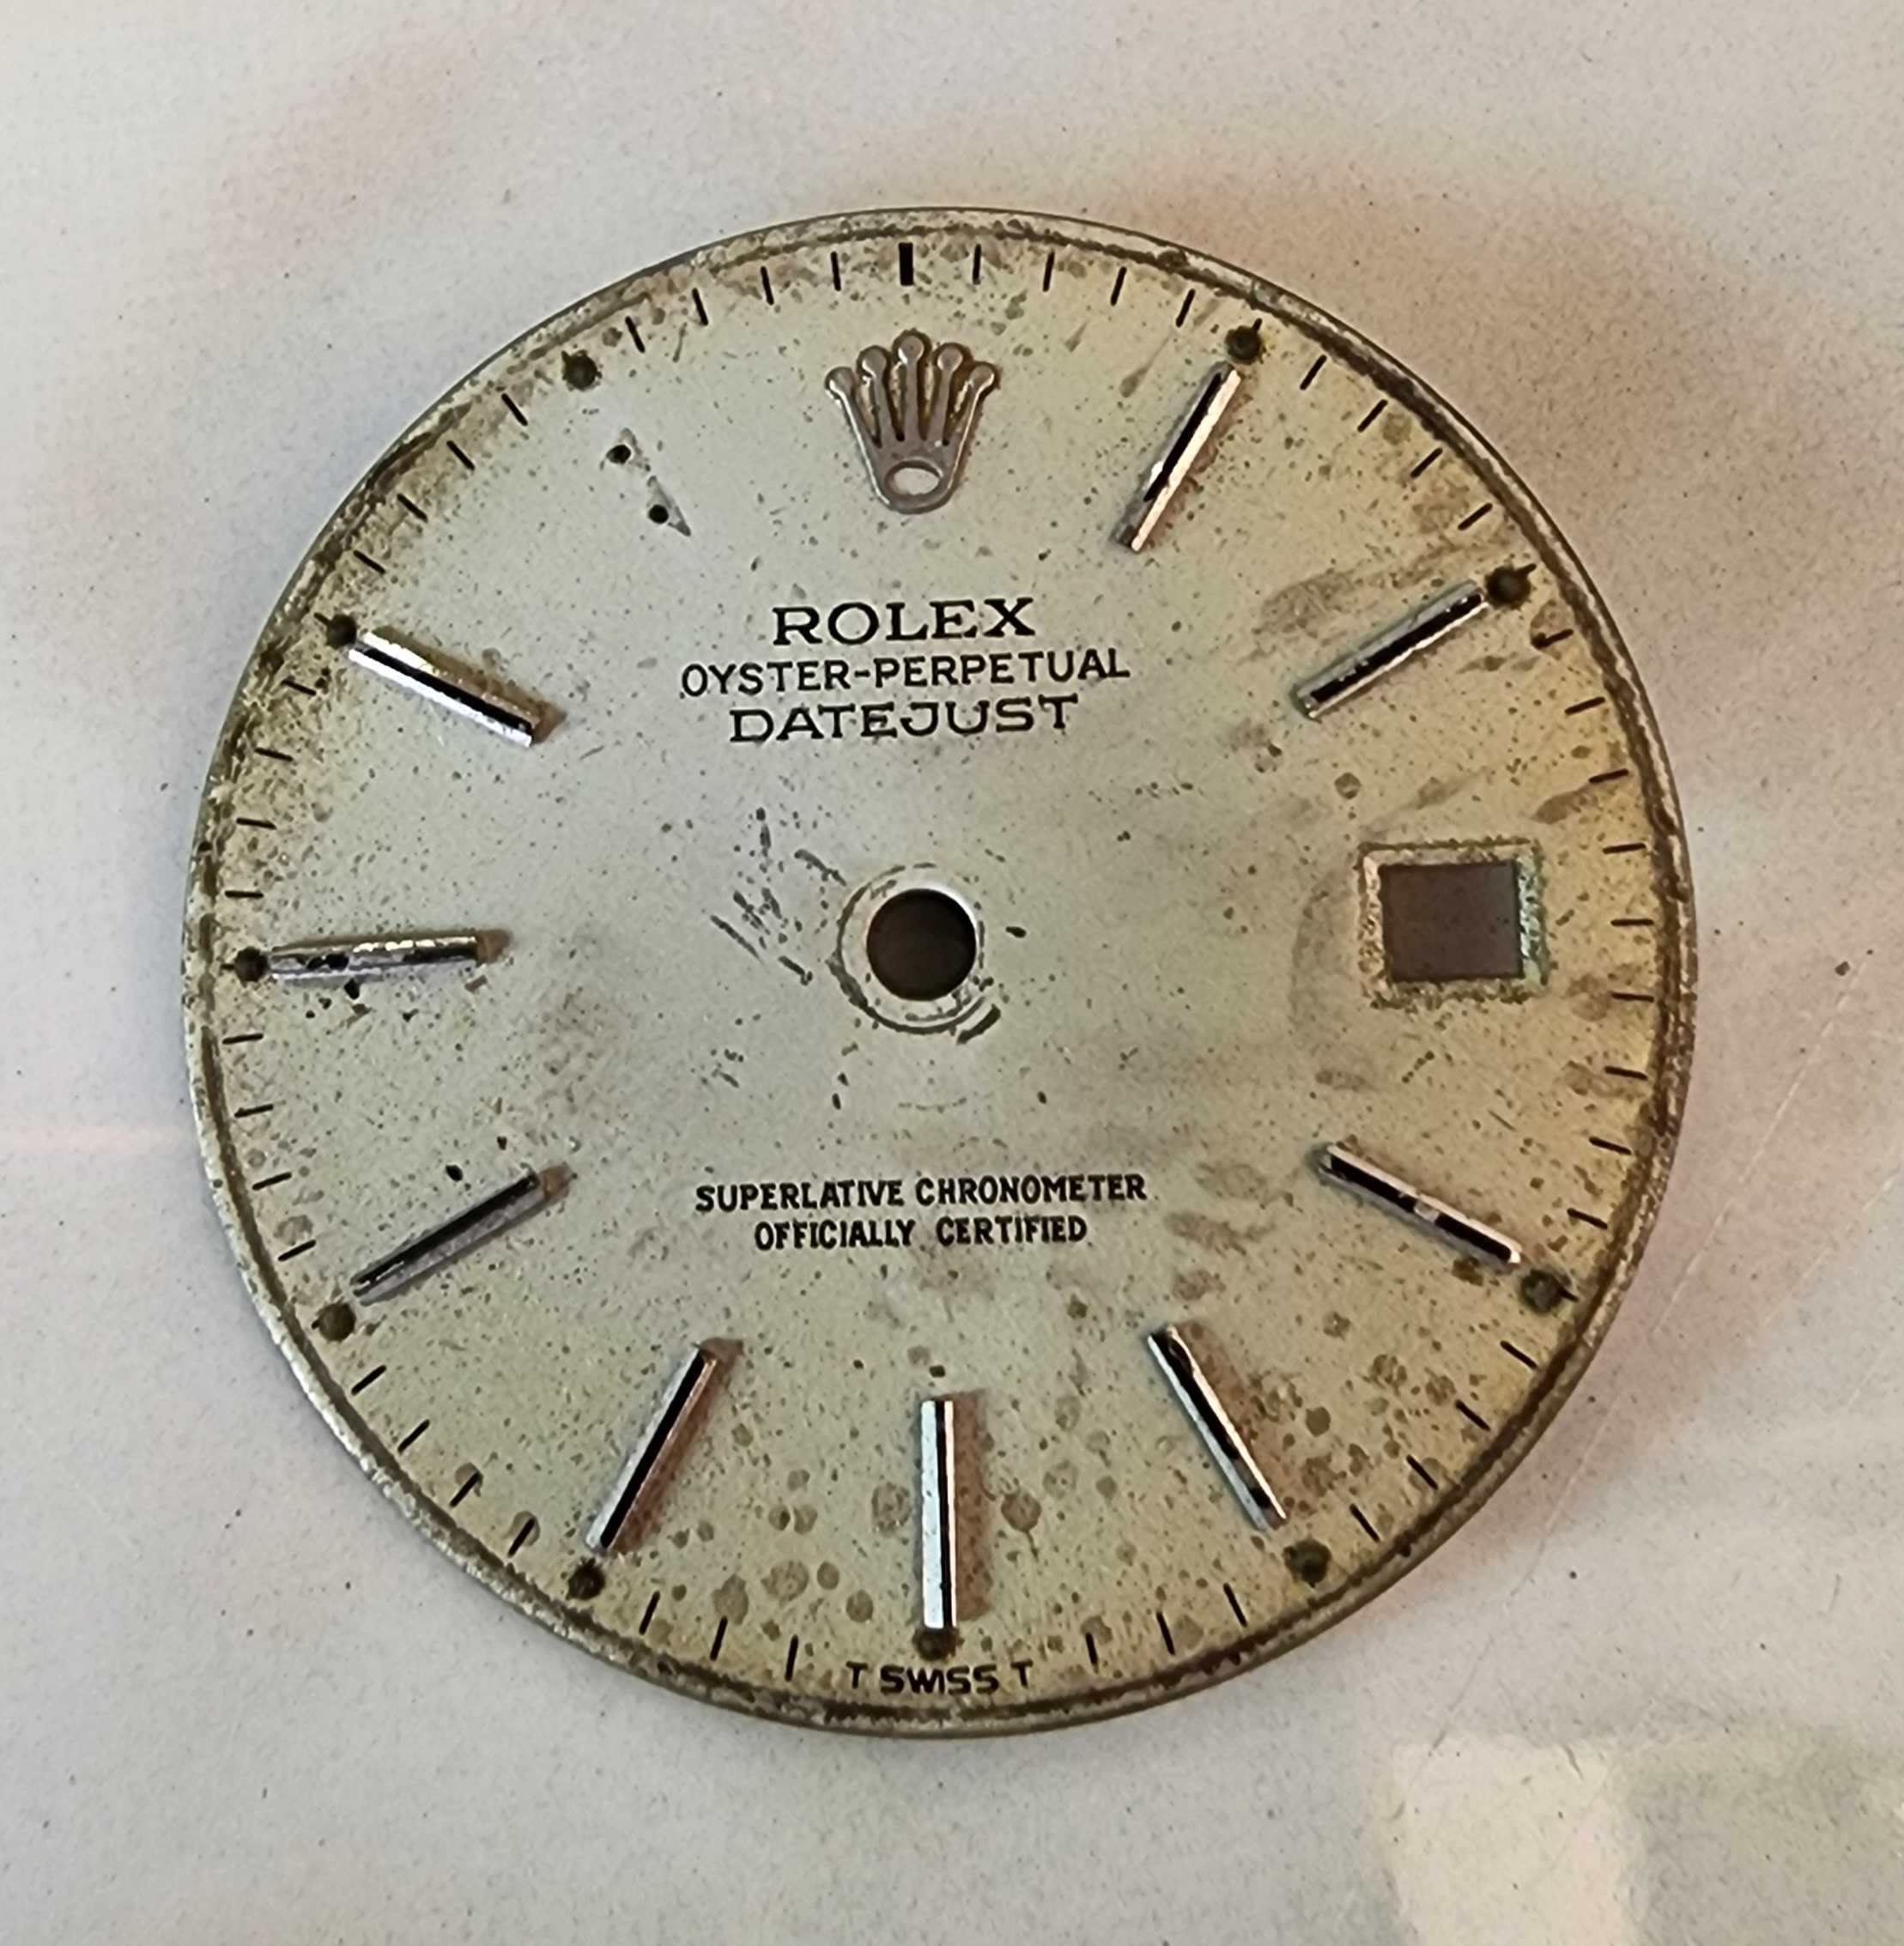 ROLEX
OYSTER-PERPETUAL
DATEJUST
SUPERLATIVE CHRONOMETER
OFFICIALLY CERTIFIED
T SWISS T